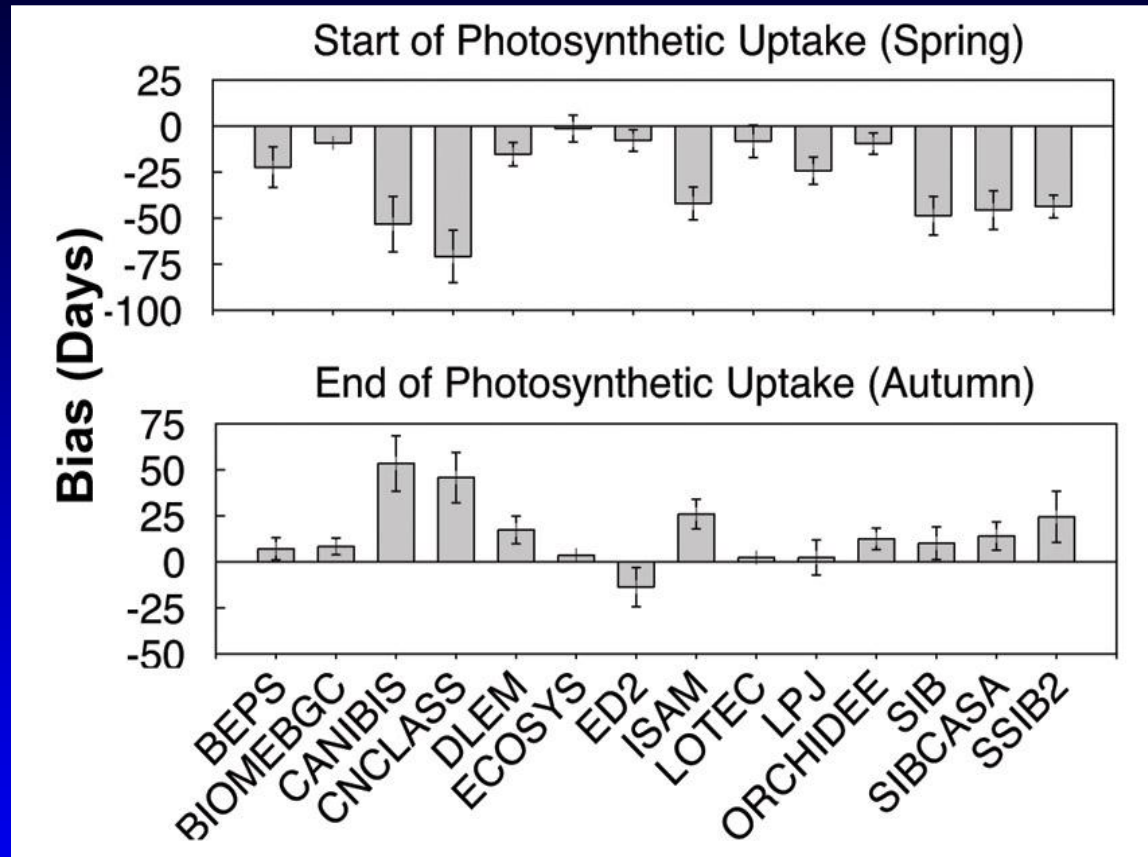 Start of Photosynthetic Uptake (Spring)
25
0
-25
-50
-75
-100
Bias (Days)
End of Photosynthetic Uptake (Autumn)
75
50
25
0
-25
-50
BEPS
BIOMEBGC
CANIBIS
CNCLASS
DLEM
ECOSYS
ED2
ISAM
LOTEC
LPJ
ORCHIDEE
SIB
SIBCASA
SSIB2